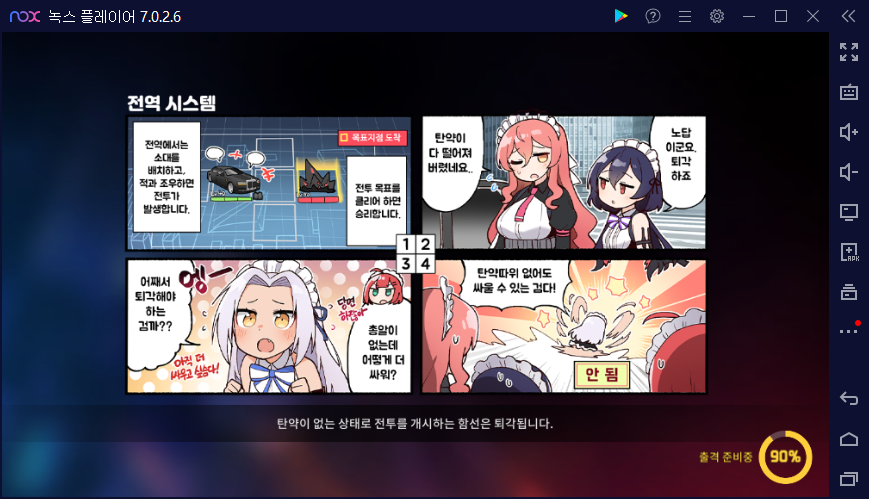 nox 녹스 플레이어 7.0.2.6
전역 시스템
전역에서는
소대를
배치하고,
적과 조우하면
전투가
발생합니다.
목표지점 도착
전투 목표를
클리어 하면
승리합니다.
탄약이
다 떨어져
버렸네요..
노답
이군요.
퇴각
하죠
1 2
3 4
어째서
퇴각해야
하는
겁까??
엥ㅡ
당연
하잖아
아직 더
싸우고 싶슴다!
총알이
없는데
어떻게 더
싸워?
탄약따위 없어도
싸울 수 있는 검다!
안 됨
탄약이 없는 상태로 전투를 개시하는 함선은 퇴각됩니다.
출격 준비중
90%
APK